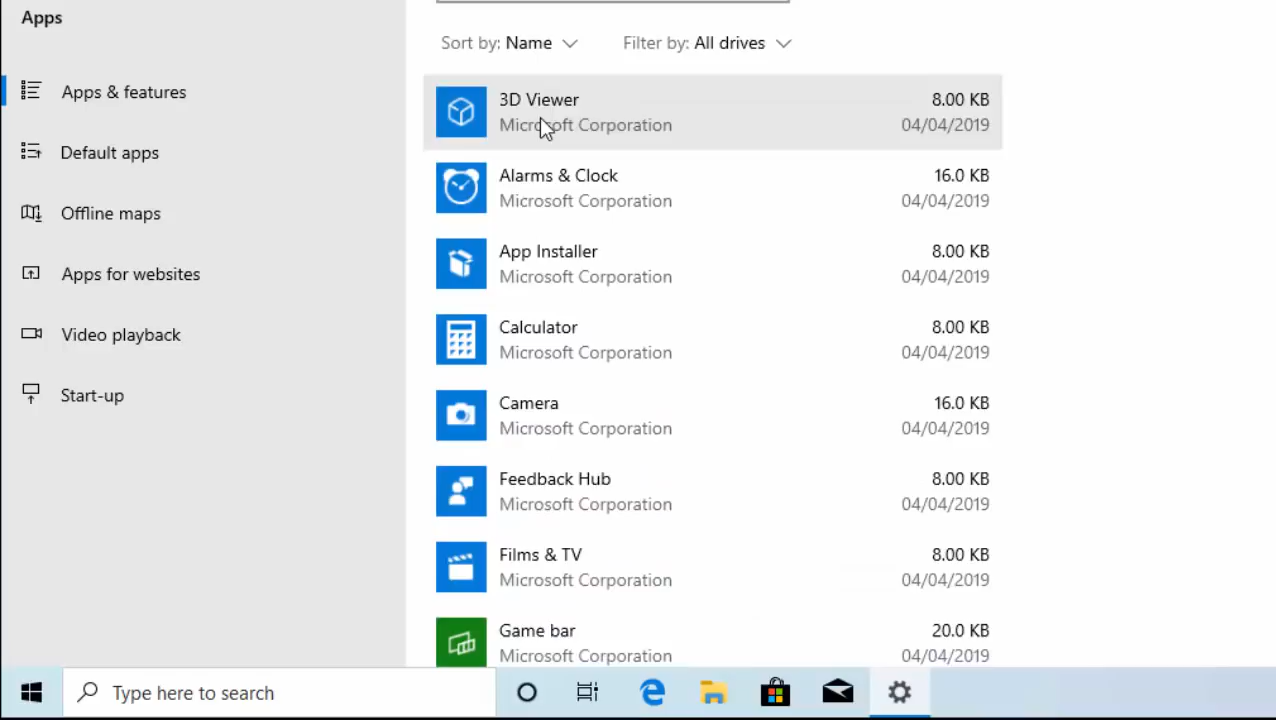 Apps
Apps & features
Default apps
Offline maps
Apps for websites
Video playback
Start-up
Sort by: Name Filter by: All drives
3D Viewer 8.00 KB
Microsoft Corporation 04/04/2019
Alarms & Clock 16.0 KB
Microsoft Corporation 04/04/2019
App Installer 8.00 KB
Microsoft Corporation 04/04/2019
Calculator 8.00 KB
Microsoft Corporation 04/04/2019
Camera 16.0 KB
Microsoft Corporation 04/04/2019
Feedback Hub 8.00 KB
Microsoft Corporation 04/04/2019
Films & TV 8.00 KB
Microsoft Corporation 04/04/2019
Game bar 20.0 KB
Microsoft Corporation 04/04/2019
Type here to search